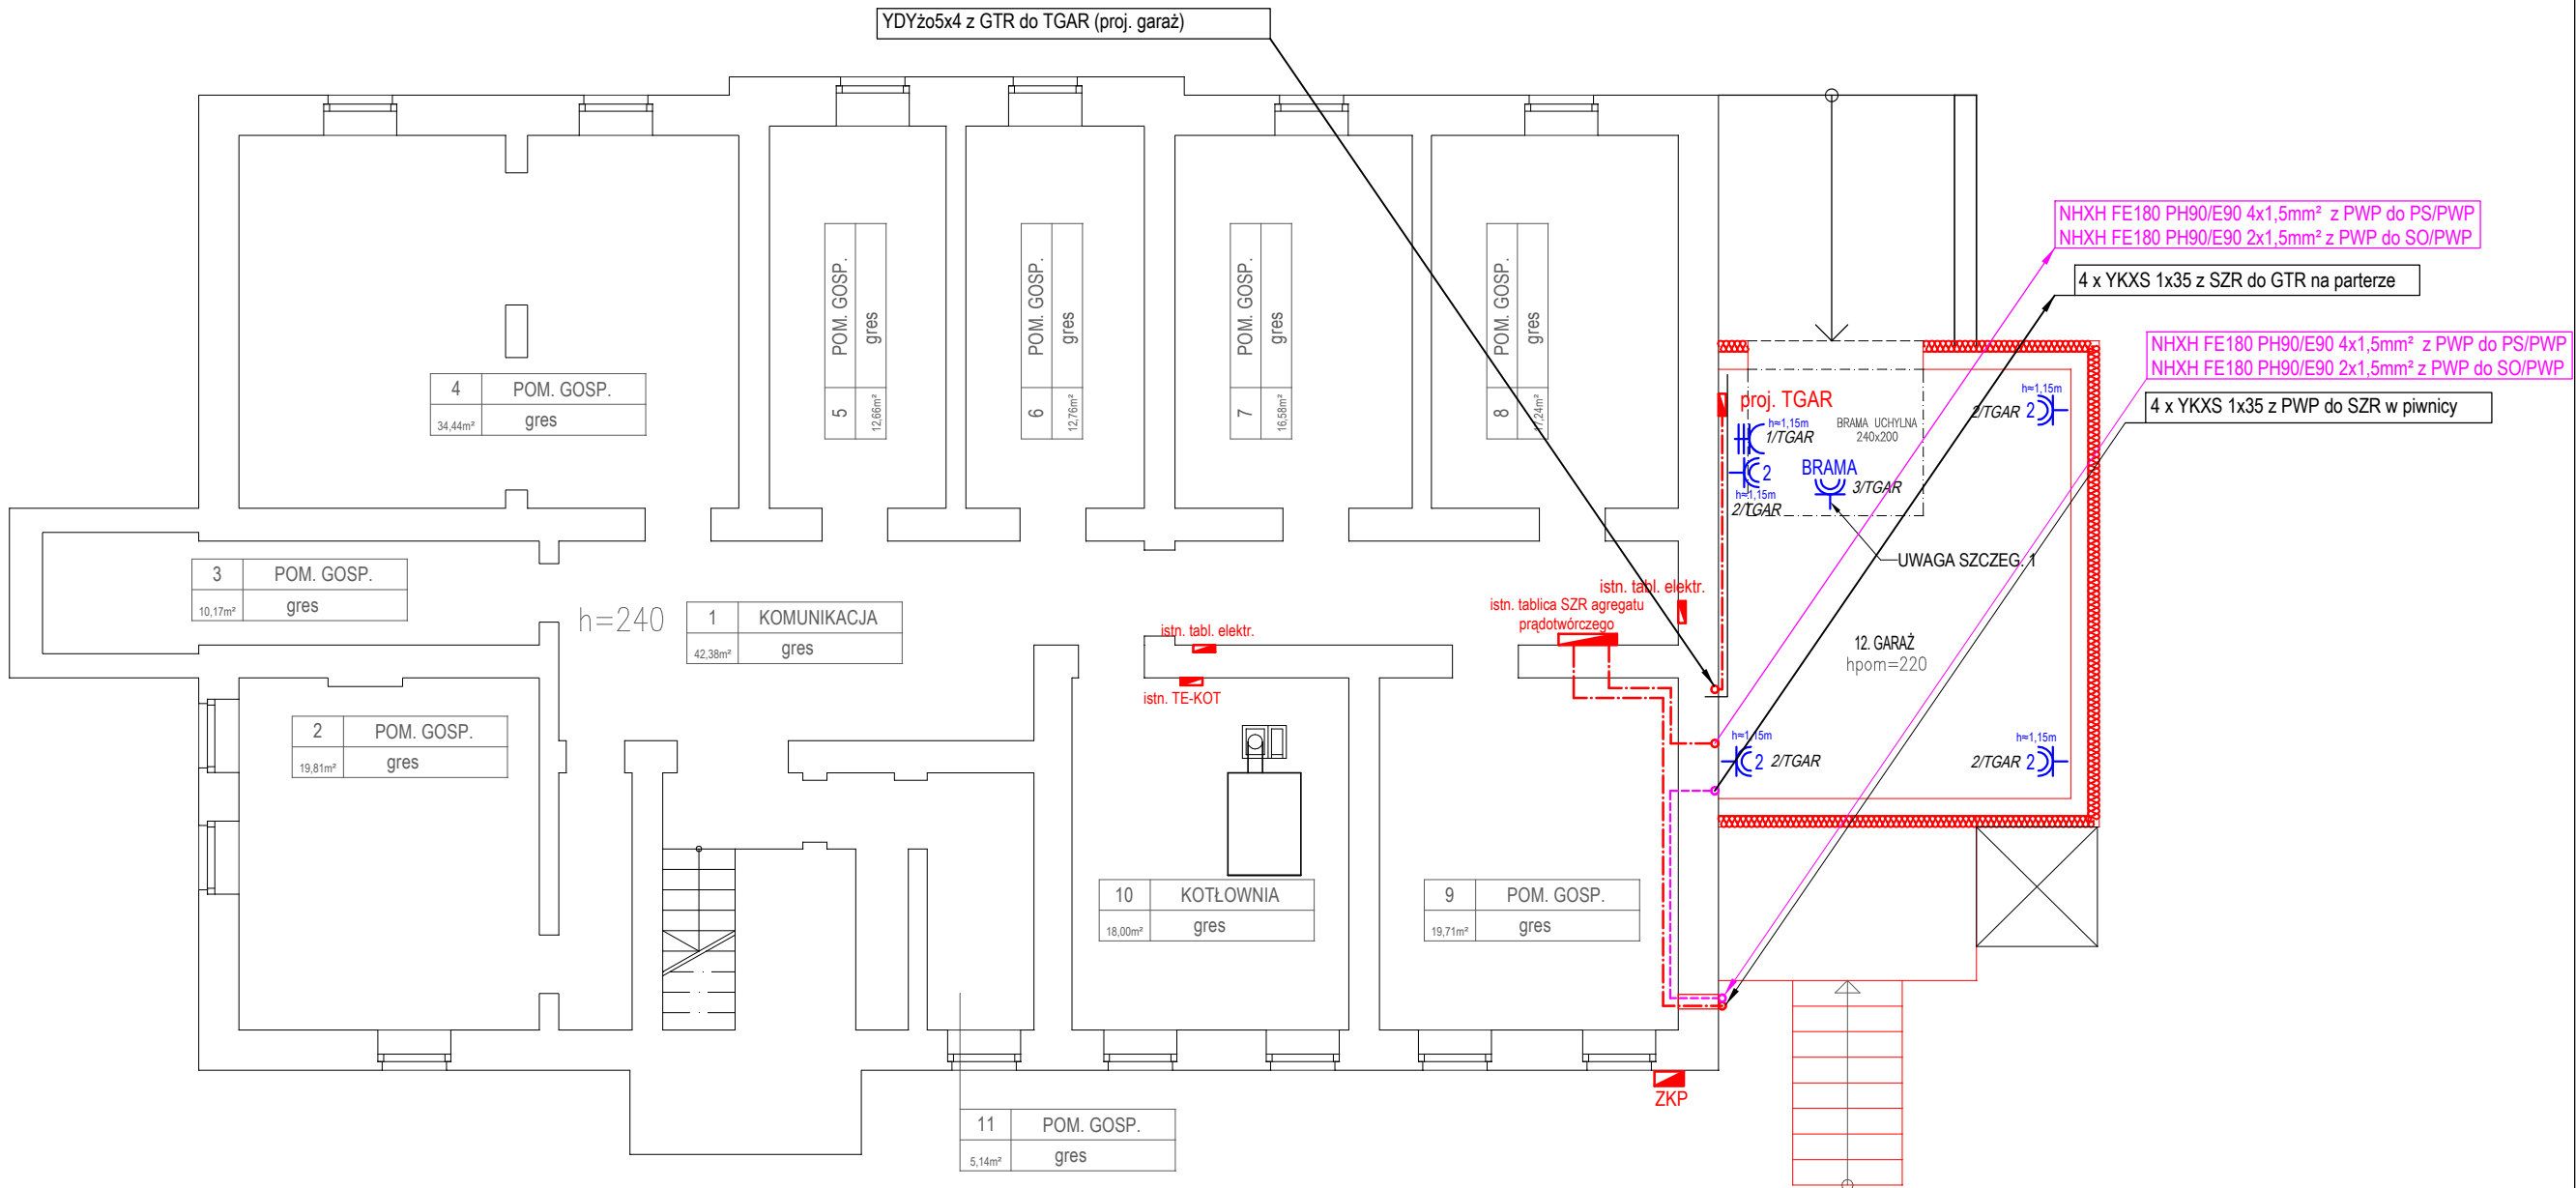 YDYżo5x4 z GTR do TGAR (proj. garaż)
NHXH FE180 PH90/E90 4x1,5mm² z PWP do PS/PWP
NHXH FE180 PH90/E90 2x1,5mm² z PWP do SO/PWP
4 x YKXS 1x35 z SZR do GTR na parterze
NHXH FE180 PH90/E90 4x1,5mm² z PWP do PS/PWP
NHXH FE180 PH90/E90 2x1,5mm² z PWP do SO/PWP
4 x YKXS 1x35 z PWP do SZR w piwnicy
4 POM. GOSP.
34,44m² gres
5 POM. GOSP.
12,66m² gres
6 POM. GOSP.
12,76m² gres
7 POM. GOSP.
16,58m² gres
8 POM. GOSP.
17,24m² gres
proj. TGAR
h=1,15m
1/TGAR
2
h=1,15m
2/TGAR
BRAMA UCHYLNA
240x200
BRAMA
3/TGAR
h=1,15m
2/TGAR 2
UWAGA SZCZEG. 1
3 POM. GOSP.
10,17m² gres
h=240
1 KOMUNIKACJA
42,38m² gres
istn. tabl. elektr.
istn. TE-KOT
istn. tablica SZR agregatu
prądotwórczego
istn. tabl. elektr.
12. GARAŻ
hpom=220
h=1,15m
2 2/TGAR
h=1,15m
2/TGAR 2
2 POM. GOSP.
19,81m² gres
10 KOTŁOWNIA
18,00m² gres
9 POM. GOSP.
19,71m² gres
ZKP
11 POM. GOSP.
5,14m² gres